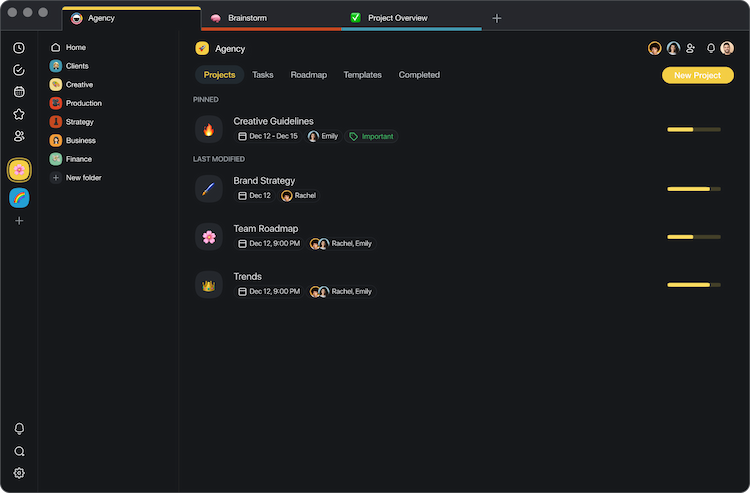 Agency
Brainstorm
Project Overview
Home
Clients
Creative
Production
Strategy
Business
Finance
New folder
Agency
Projects
Tasks
Roadmap
Templates
Completed
New Project
PINNED
Creative Guidelines
Dec 12 - Dec 15
Emily
Important
LAST MODIFIED
Brand Strategy
Dec 12
Rachel
Team Roadmap
Dec 12, 9:00 PM
Rachel, Emily
Trends
Dec 12, 9:00 PM
Rachel, Emily